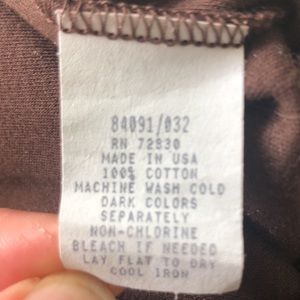 84091/032
RN 72930
MADE IN USA
100% COTTON
MACHINE WASH COLD
DARK COLORS
SEPARATELY
NON-CHLORINE
BLEACH IF NEEDED
LAY FLAT TO DRY
COOL IRON